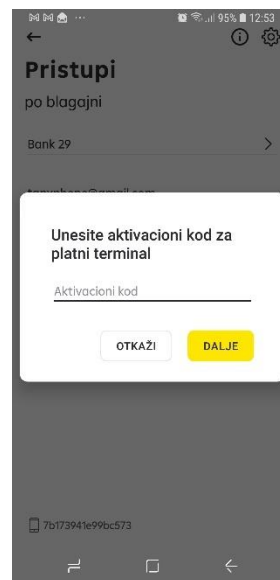 95% 12:53
Pristupi
po blagajni
Bank 29
Unesite aktivacioni kod za
platni terminal
Aktivacioni kod
OTKAŽI DALJE
7b173941e99bc573